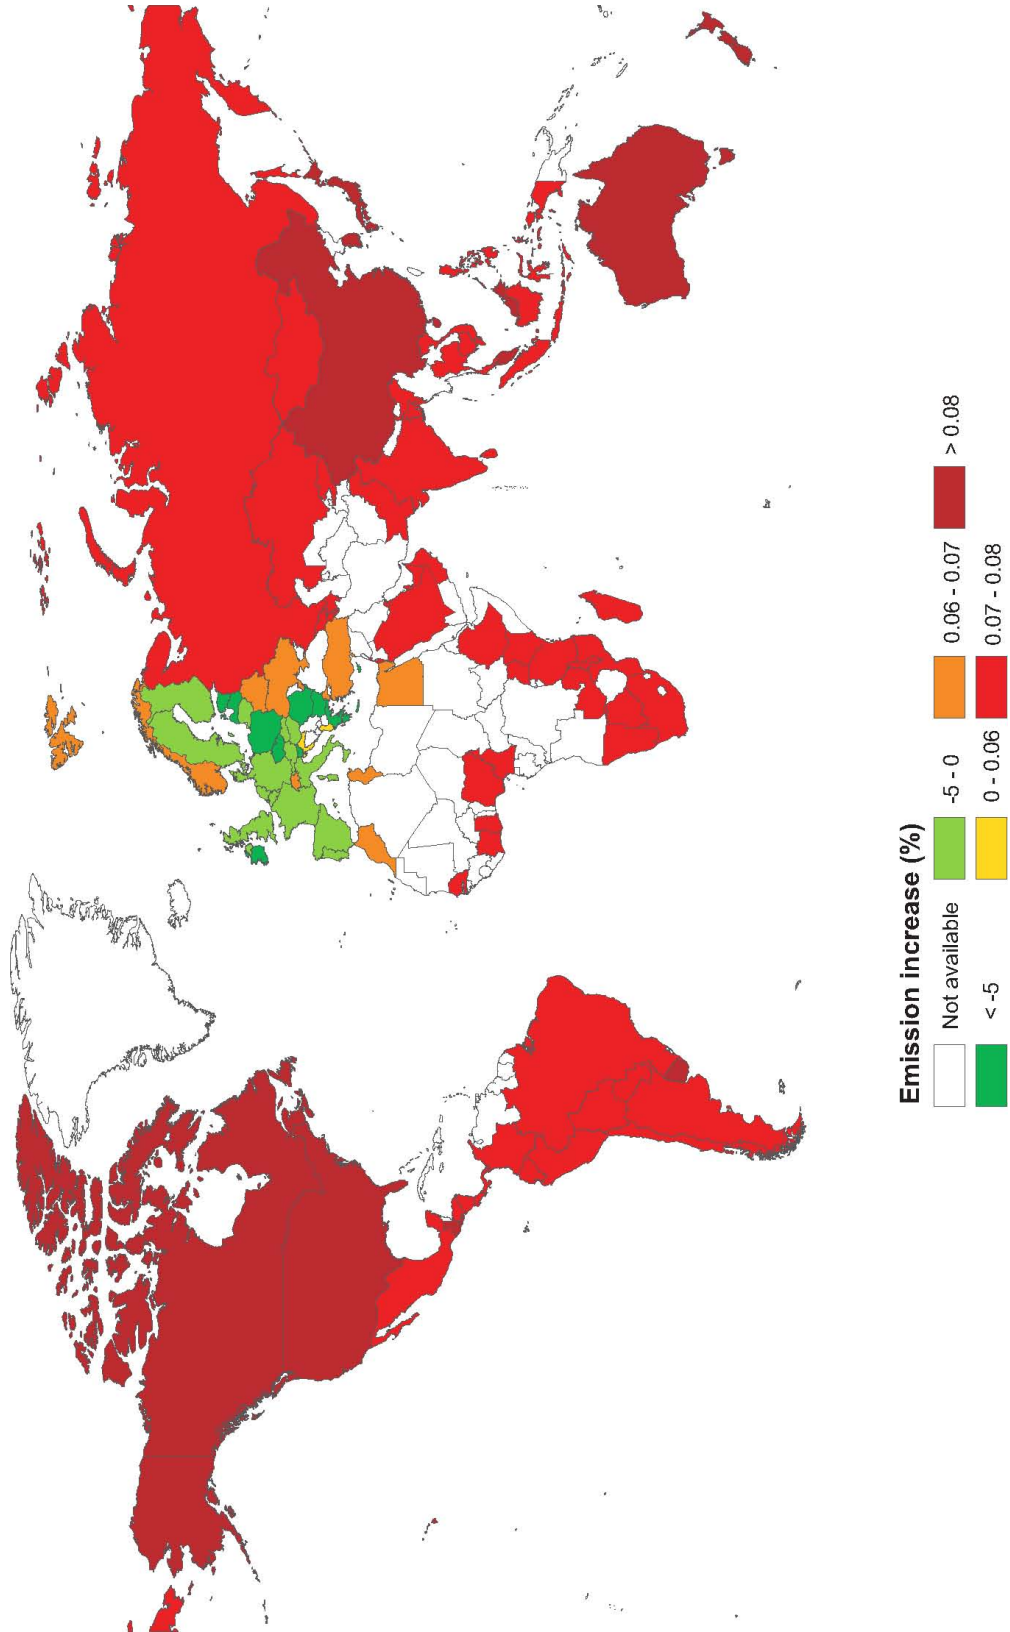 Emission increase (%)
Not available
-5 - 0
0.06 - 0.07
> 0.08
< -5
0 - 0.06
0.07 - 0.08